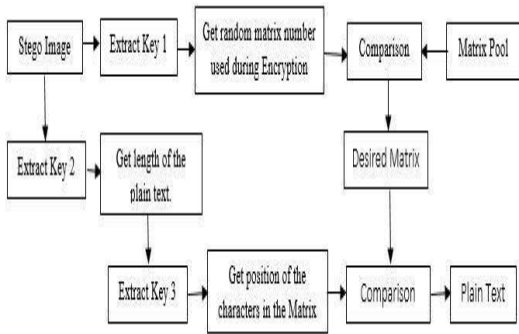 Stego Image
Extract Key 1
Get random matrix number
used during Encryption
Comparison
Matrix Pool
Extract Key 2
Get length of the
plain text.
Desired Matrix
Extract Key 3
Get position of the
characters in the Matrix
Comparison
Plain Text